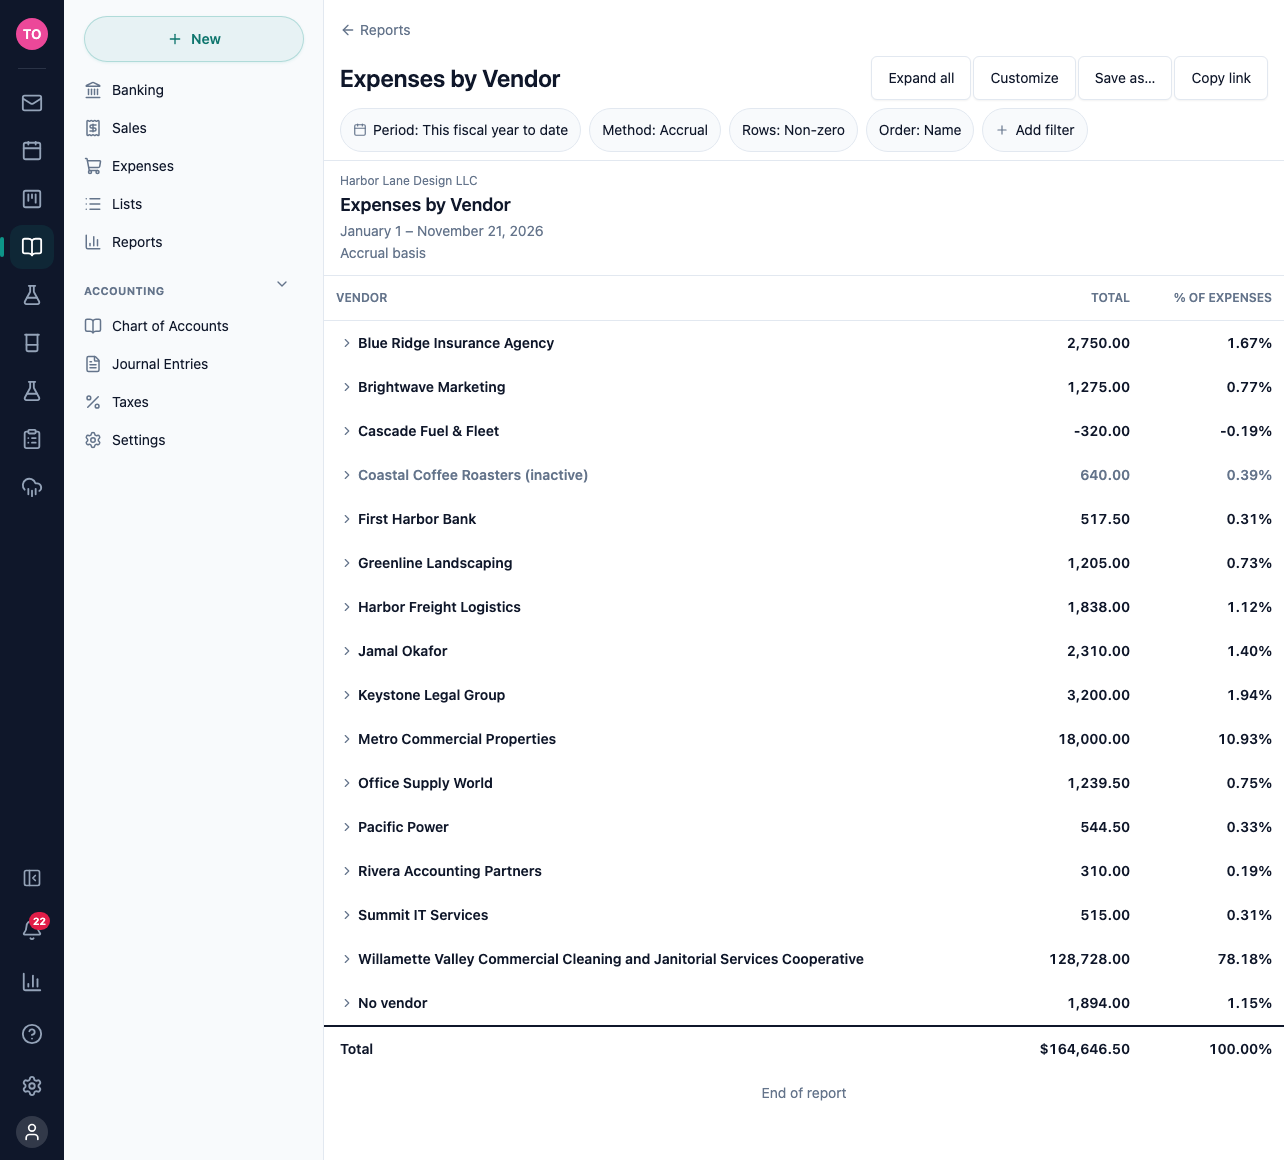 TO
New
Banking
Sales
Expenses
Lists
Reports
ACCOUNTING
Chart of Accounts
Journal Entries
Taxes
Settings
22
Reports
Expenses by Vendor
Expand all
Customize
Save as...
Copy link
Period: This fiscal year to date
Method: Accrual
Rows: Non-zero
Order: Name
Add filter
Harbor Lane Design LLC
Expenses by Vendor
January 1 – November 21, 2026
Accrual basis
VENDOR TOTAL % OF EXPENSES
Blue Ridge Insurance Agency 2,750.00 1.67%
Brightwave Marketing 1,275.00 0.77%
Cascade Fuel & Fleet -320.00 -0.19%
Coastal Coffee Roasters (inactive) 640.00 0.39%
First Harbor Bank 517.50 0.31%
Greenline Landscaping 1,205.00 0.73%
Harbor Freight Logistics 1,838.00 1.12%
Jamal Okafor 2,310.00 1.40%
Keystone Legal Group 3,200.00 1.94%
Metro Commercial Properties 18,000.00 10.93%
Office Supply World 1,239.50 0.75%
Pacific Power 544.50 0.33%
Rivera Accounting Partners 310.00 0.19%
Summit IT Services 515.00 0.31%
Willamette Valley Commercial Cleaning and Janitorial Services Cooperative 128,728.00 78.18%
No vendor 1,894.00 1.15%
Total $164,646.50 100.00%
End of report